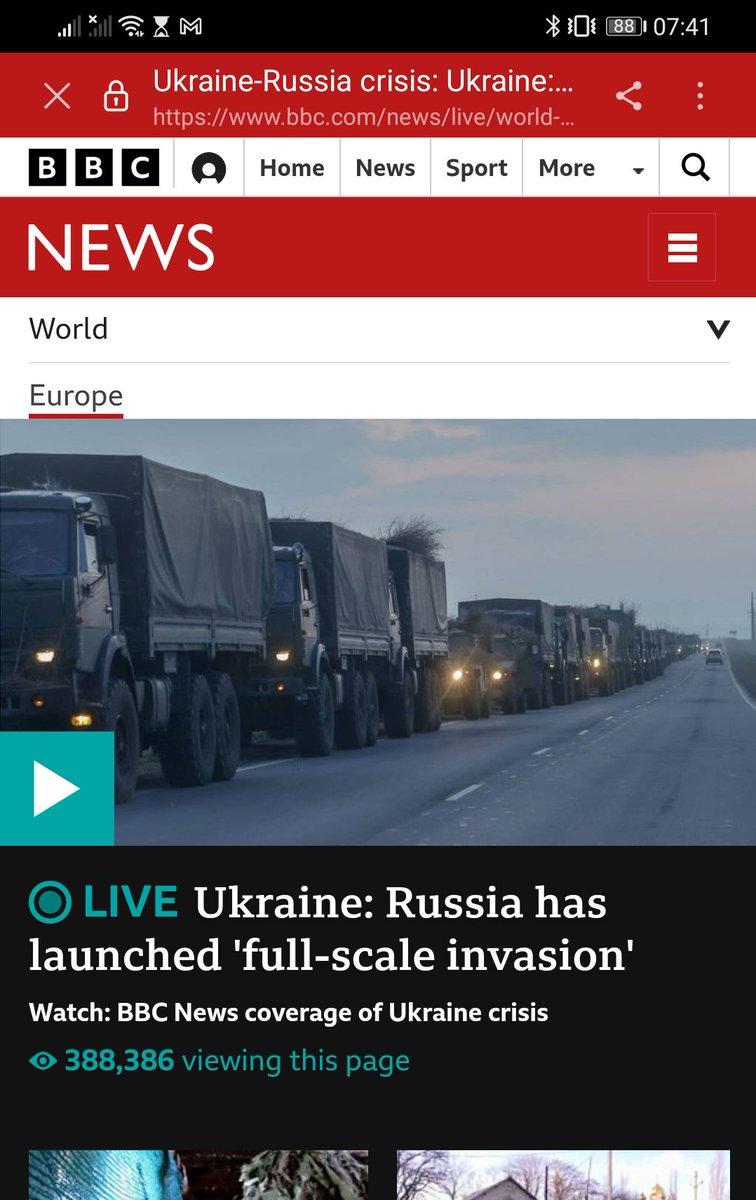 88 07:41
Ukraine-Russia crisis: Ukraine:...
https://www.bbc.com/news/live/world-...
BBC Home News Sport More
NEWS
World
Europe
LIVE Ukraine: Russia has
launched 'full-scale invasion'
Watch: BBC News coverage of Ukraine crisis
388,386 viewing this page